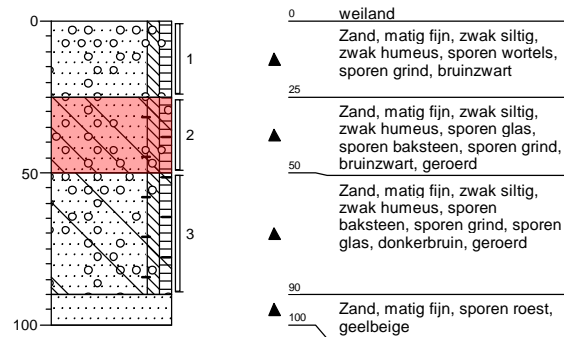 0
50
100
1
2
3
0 weiland
Zand, matig fijn, zwak siltig,
zwak humeus, sporen wortels,
sporen grind, bruinzwart
25
Zand, matig fijn, zwak siltig,
zwak humeus, sporen glas,
sporen baksteen, sporen grind,
bruinzwart, geroerd
50
Zand, matig fijn, zwak siltig,
zwak humeus, sporen
baksteen, sporen grind, sporen
glas, donkerbruin, geroerd
90
Zand, matig fijn, sporen roest,
geelbeige
100